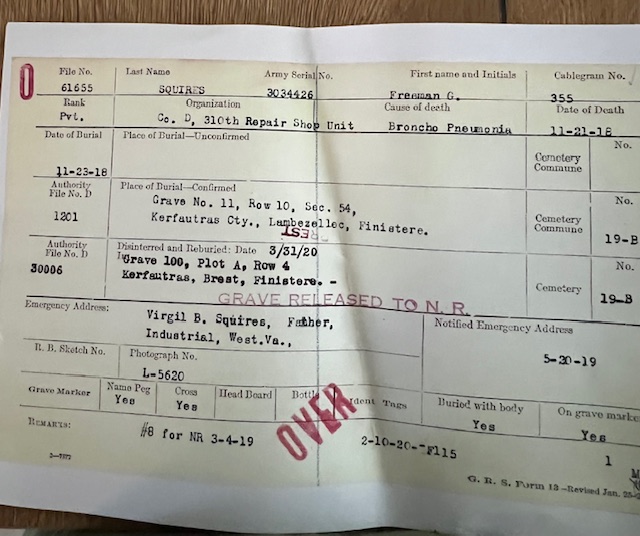 O
File No. Last Name Army Serial No. First name and Initials Cablegram No.
61655 SQUIRES 3034426 Freeman G. 355
Rank Organization Cause of death Date of Death
Pvt. Co. D, 310th Repair Shop Unit Broncho Pneumonia 11-21-18
Date of Burial Place of Burial—Unconfirmed No.
11-23-18 Cemetery
Commune
Authority Place of Burial—Confirmed No.
File No. D Grave No. 11, Row 10, Sec. 54,
1201 Kerfautras Cty., Lambezellec, Finistere. Cemetery
BREST Commune 19-B
Authority Disinterred and Reburied: Date 3/31/20 No.
File No. D Grave 100, Plot A, Row 4
30006 Kerfautras, Brest, Finistere. - Cemetery 19-B
GRAVE RELEASED TO N. R.
Emergency Address: Virgil B. Squires, Father, Notified Emergency Address
Industrial, West.Va.,
5-20-19
R. B. Sketch No. Photograph No.
L=5620
Grave Marker Name Peg Cross Head Board Bottle Ident Tags Buried with body On grave marke
Yes Yes Yes Yes
OVER
REMARKS: #8 for NR 3-4-19 2-10-20--F115 1
G. R. S. Form 13—Revised Jan.